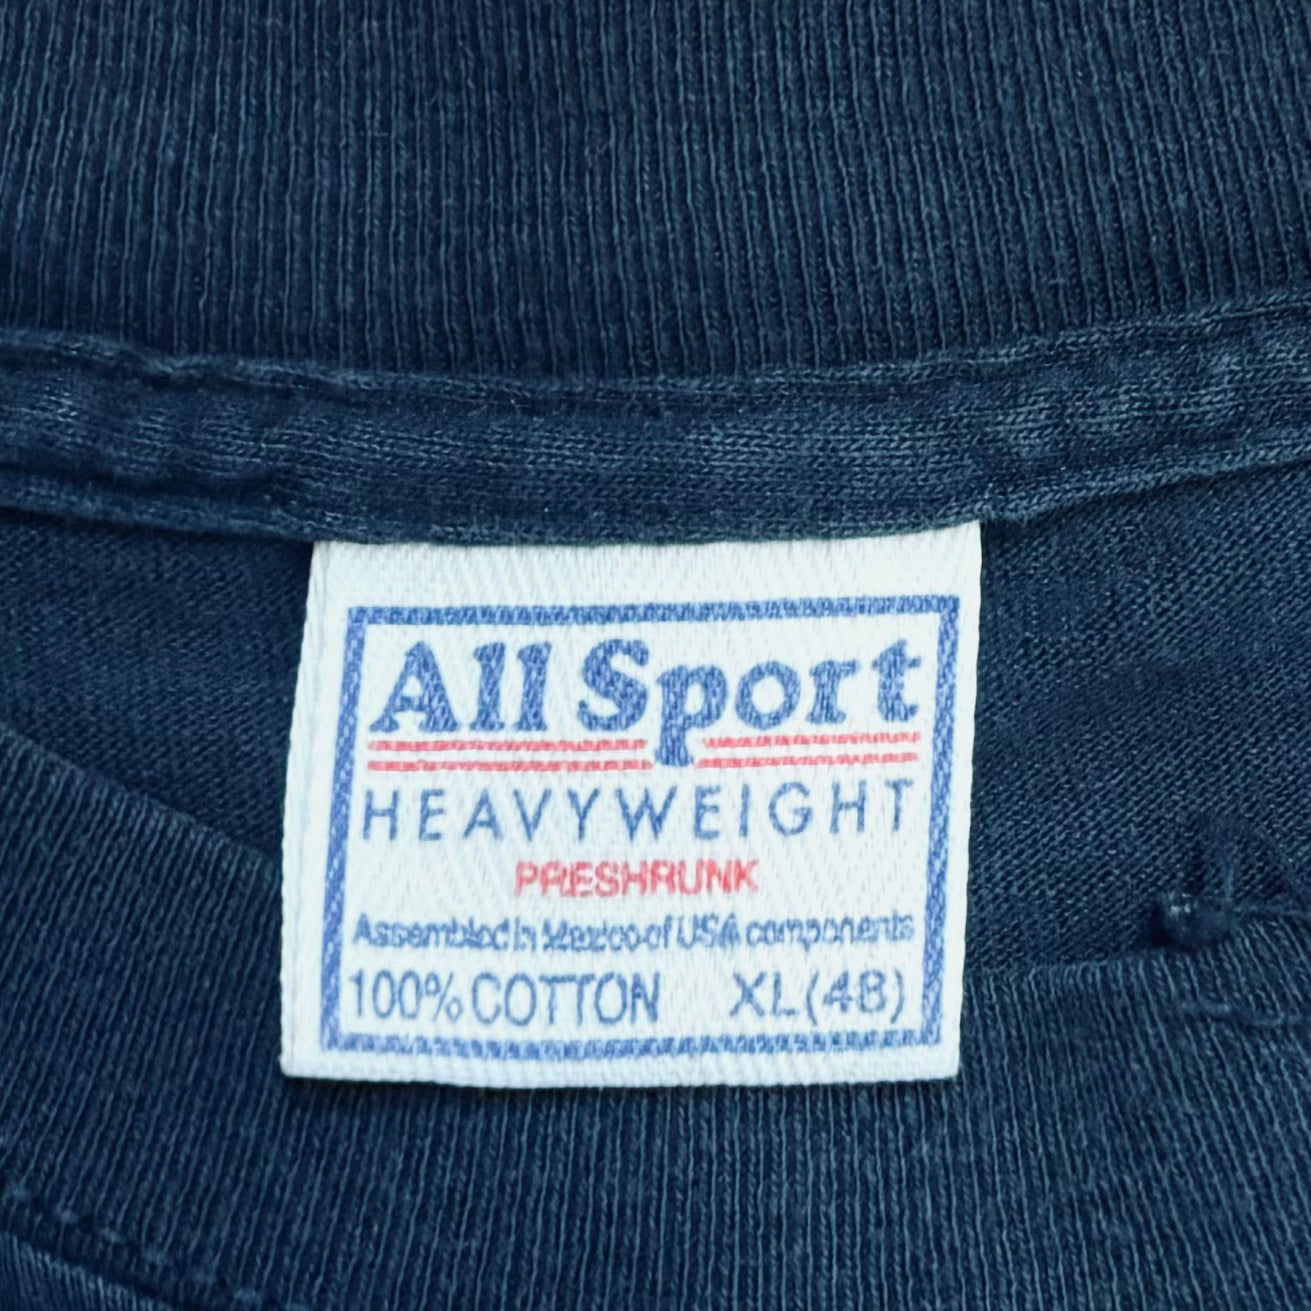 All Sport
HEAVYWEIGHT
PRESHRUNK
Assembled in Mexico of USA components
100% COTTON XL (48)